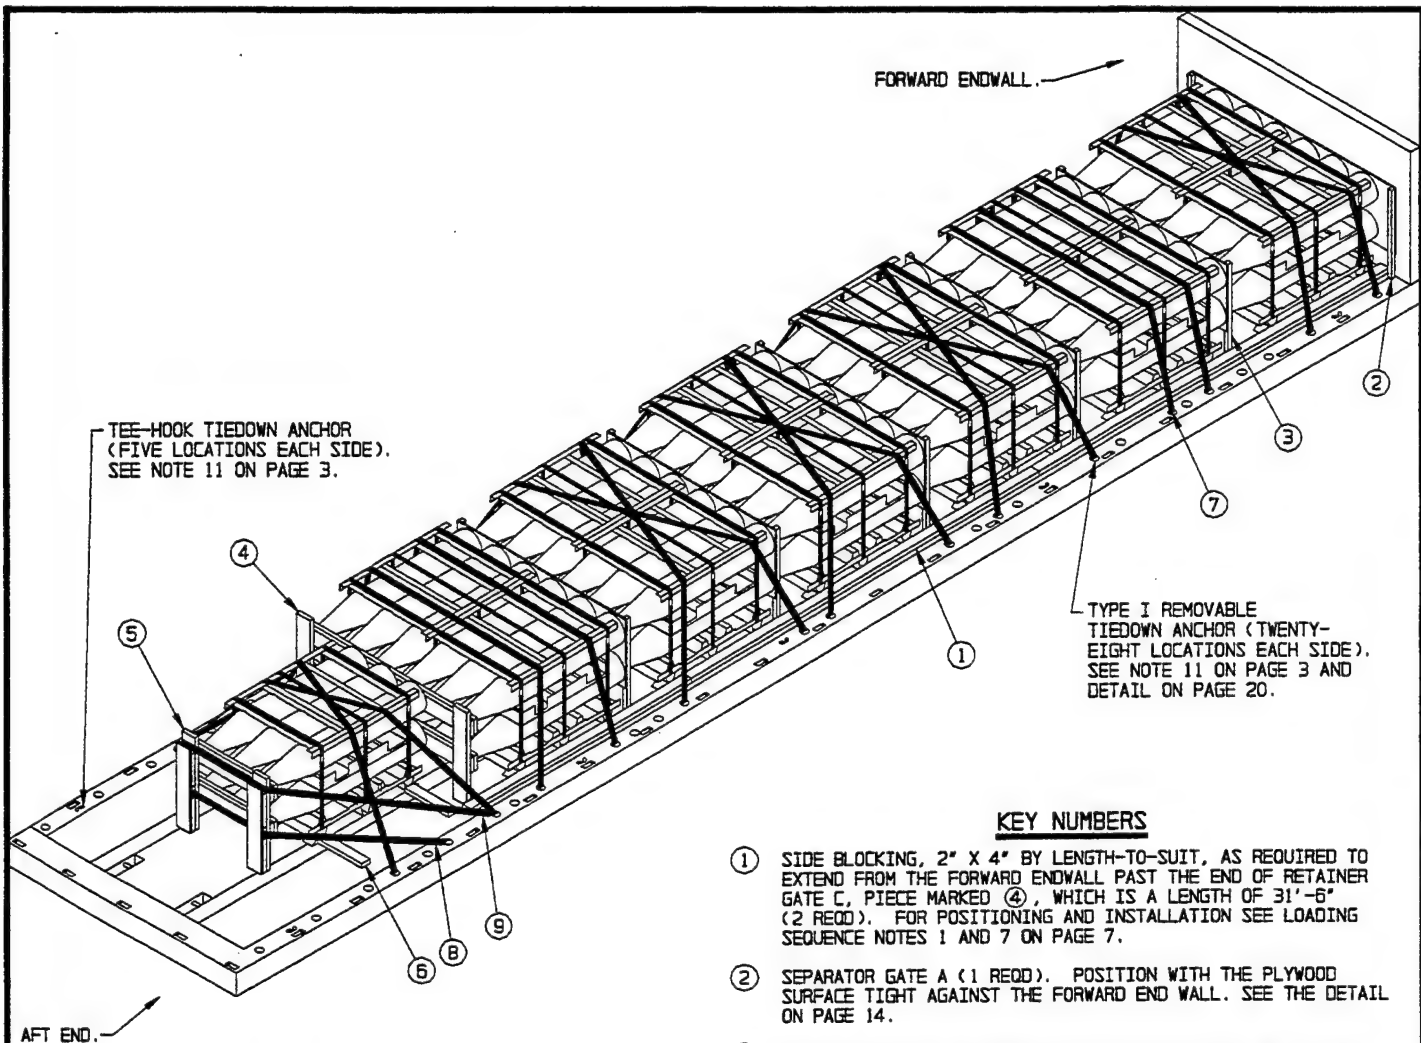 FORWARD ENDWALL.
TEE-HOOK TIEDOWN ANCHOR
(FIVE LOCATIONS EACH SIDE).
SEE NOTE 11 ON PAGE 3.
2
3
7
4
5
1
TYPE I REMOVABLE
TIEDOWN ANCHOR (TWENTY-
EIGHT LOCATIONS EACH SIDE).
SEE NOTE 11 ON PAGE 3 AND
DETAIL ON PAGE 20.
9
8
6
AFT END.
KEY NUMBERS
1 SIDE BLOCKING, 2" X 4" BY LENGTH-TO-SUIT, AS REQUIRED TO
EXTEND FROM THE FORWARD ENDWALL PAST THE END OF RETAINER
GATE C, PIECE MARKED 4, WHICH IS A LENGTH OF 31'-6"
(2 REQD). FOR POSITIONING AND INSTALLATION SEE LOADING
SEQUENCE NOTES 1 AND 7 ON PAGE 7.
2 SEPARATOR GATE A (1 REQD). POSITION WITH THE PLYWOOD
SURFACE TIGHT AGAINST THE FORWARD END WALL. SEE THE DETAIL
ON PAGE 14.